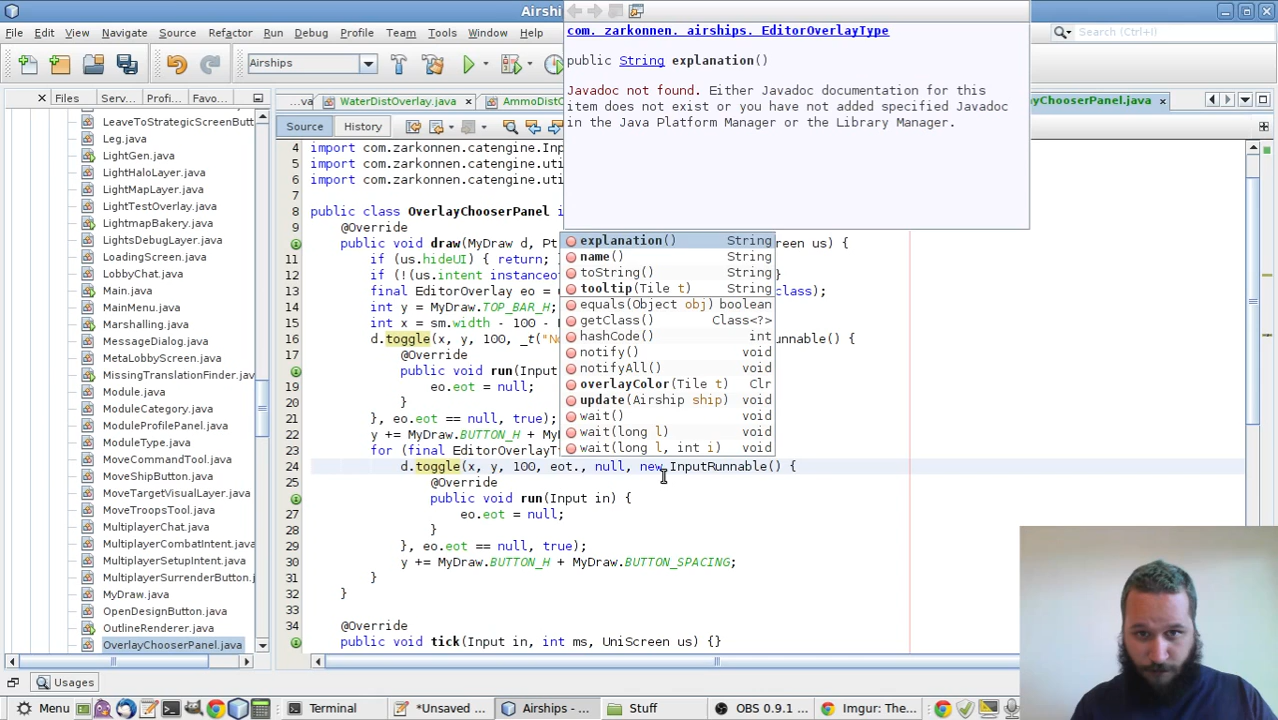 Airships
com. zarkonnen. airships. EditorOverlayType
public String explanation()
Javadoc not found. Either Javadoc documentation for this
item does not exist or you have not added specified Javadoc
in the Java Platform Manager or the Library Manager.
File Edit View
Source Refactor Run Debug Profile Team Tools Window Help
Search (Ctrl+I)
Airships
Files Serv... Profi... Favo...
...va WaterDistOverlay.java AmmoDist
yChooserPanel.java
Source History
LeaveToStrategicScreenButt
Leg.java
LightGen.java
LightHaloLayer.java
LightMapLayer.java
LightTestOverlay.java
LightmapBakery.java
LightsDebugLayer.java
LoadingScreen.java
LobbyChat.java
Main.java
MainMenu.java
Marshalling.java
MessageDialog.java
MetaLobbyScreen.java
MissingTranslationFinder.jav
Module.java
ModuleCategory.java
ModuleProfilePanel.java
ModuleType.java
MonsterNest.java
MoveTargetVisualLayer.java
MoveTroopsTool.java
MultiplayerChat.java
MultiplayerCombatIntent.java
MultiplayerSetupIntent.java
MultiplayerSurrenderButton.j
MyDraw.java
OpenDesignButton.java
OutlineRenderer.java
OverlayChooserPanel.java
4 import com.zarkonnen.catengine.Inp
5 import com.zarkonnen.catengine.uti
6 import com.zarkonnen.catengine.uti
7
8 public class OverlayChooserPanel i
9 @Override
public void draw(MyDraw d, Pt creen us) {
11 if (us.hideUI) { return; }
12 if (!(us.intent instanceo
13 final EditorOverlay eo = class);
14 int y = MyDraw.TOP_BAR_H;
15 int x = sm.width - 100 -
16 d.toggle(x, y, 100, _t("No unnable() {
17 @Override
public void run(Input
19 eo.eot = null;
20 }
21 }, eo.eot == null, true);
22 y += MyDraw.BUTTON_H + My
23 for (final EditorOverlayTy
24 d.toggle(x, y, 100, eot., null, new InputRunnable() {
25 @Override
public void run(Input in) {
27 eo.eot = null;
28 }
29 }, eo.eot == null, true);
30 y += MyDraw.BUTTON_H + MyDraw.BUTTON_SPACING;
31 }
32 }
33
34 @Override
public void tick(Input in, int ms, UniScreen us) {}
explanation() String
name() String
toString() String
tooltip(Tile t) String
equals(Object obj) boolean
getClass() Class<?>
hashCode() int
notify() void
notifyAll() void
overlayColor(Tile t) Clr
update(Airship ship) void
wait() void
wait(long l) void
wait(long l, int i) void
Usages
Menu Terminal *Unsaved ... Airships - ... Stuff OBS 0.9.1 ... Imgur: The...